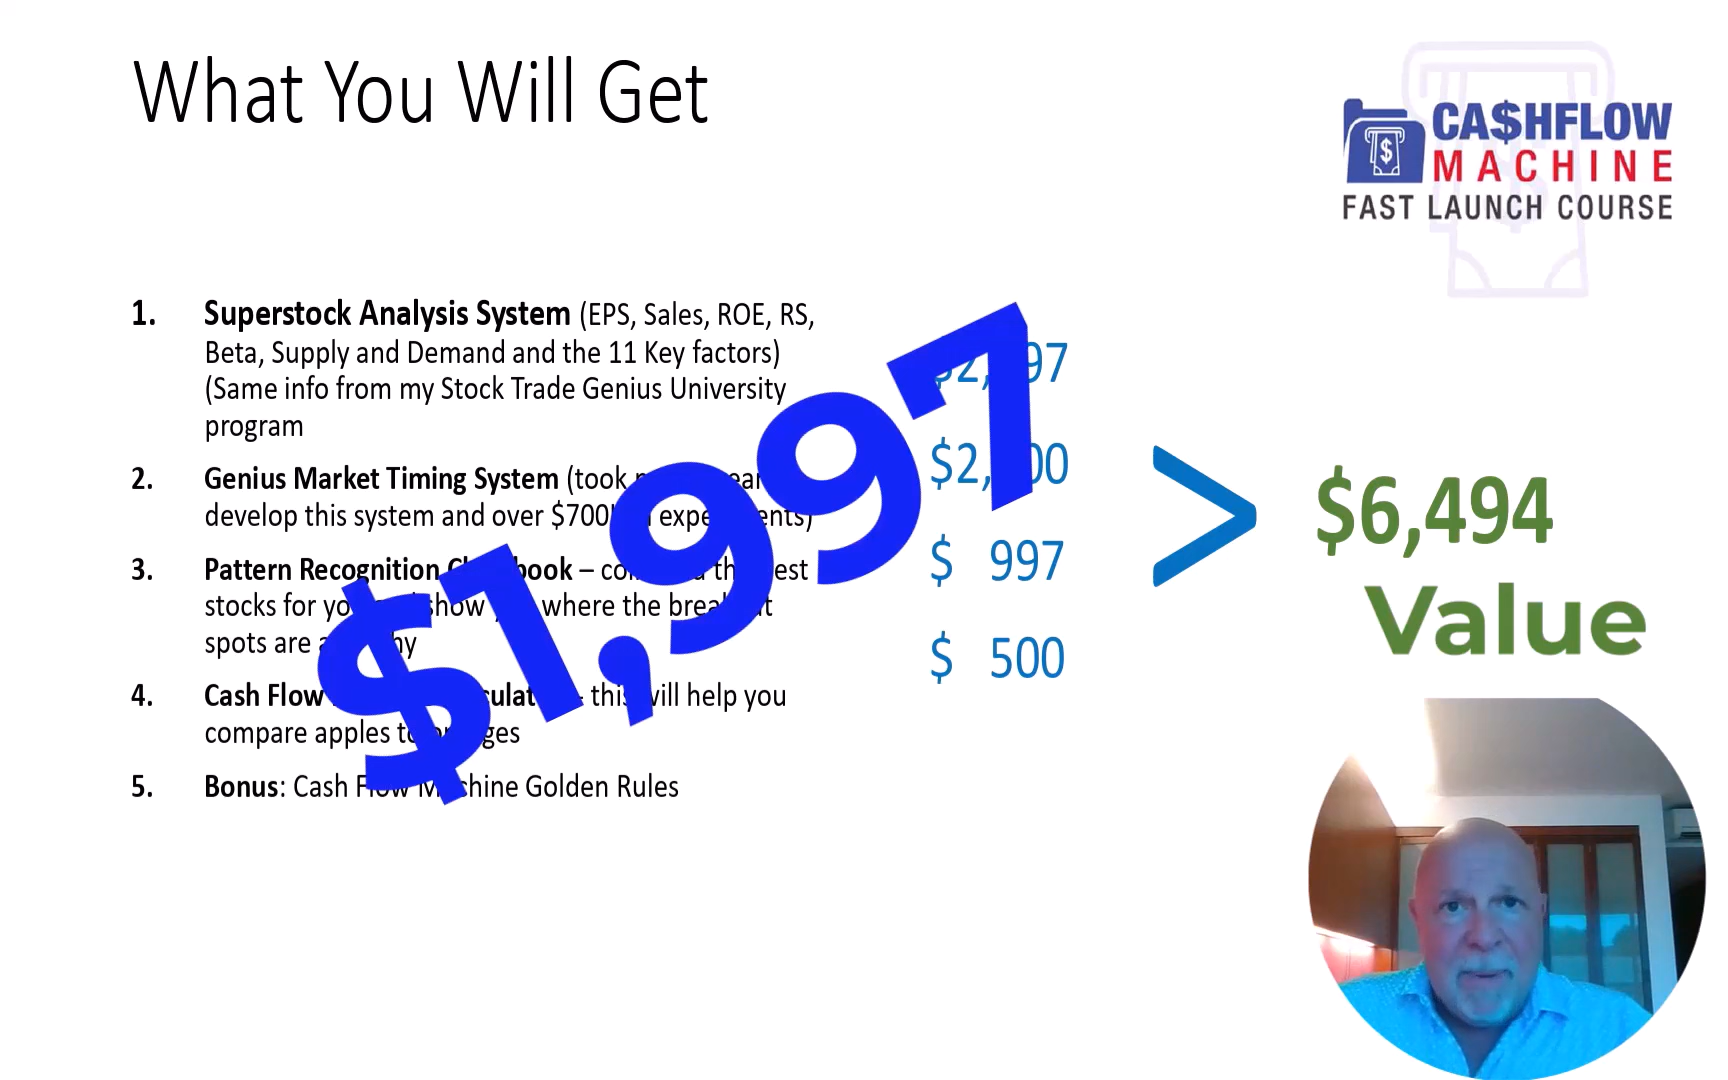 What You Will Get
CA$HFLOW
MACHINE
FAST LAUNCH COURSE
1. Superstock Analysis System (EPS, Sales, ROE, RS,
Beta, Supply and Demand and the 11 Key factors)
(Same info from my Stock Trade Genius University
program
2. Genius Market Timing System (took
develop this system and over
3. Pattern Recognition
stocks for where the
spots are
4. Cash Flow will help you
compare apples to
5. Bonus: Cash Golden Rules
$ 997
$ 500
>
$6,494
Value
$1,997